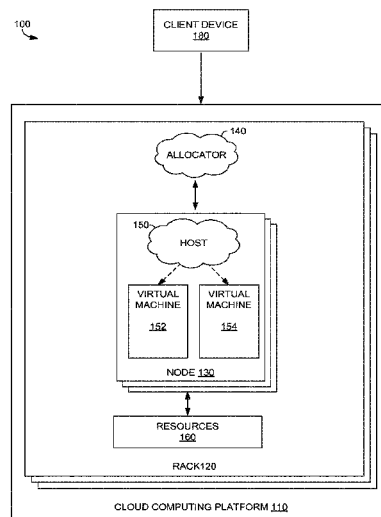 100
CLIENT DEVICE
180
140
ALLOCATOR
150
HOST
VIRTUAL
MACHINE
152
VIRTUAL
MACHINE
154
NODE 130
RESOURCES
160
RACK120
CLOUD COMPUTING PLATFORM 110